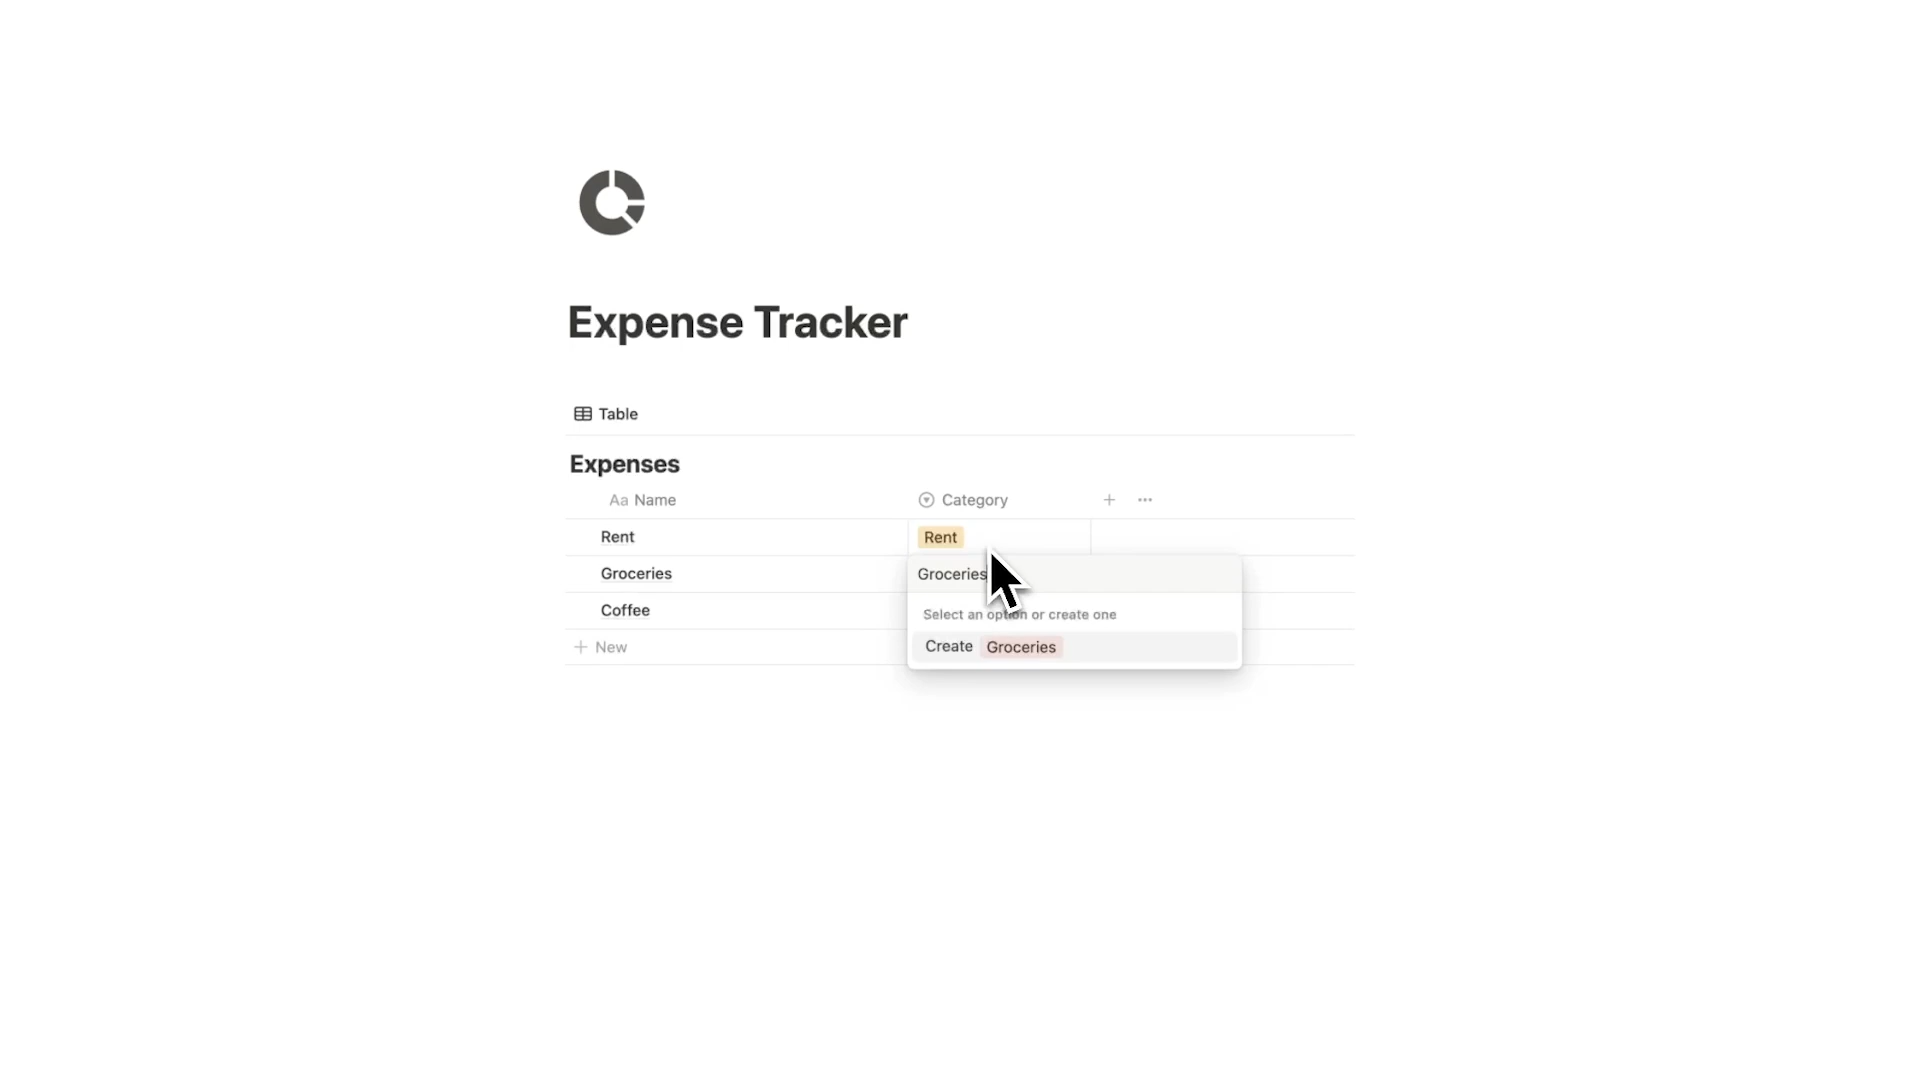 Expense Tracker
Table
Expenses
Aa Name Category
Rent Rent
Groceries Groceries
Select an option or create one
Coffee
Create Groceries
New